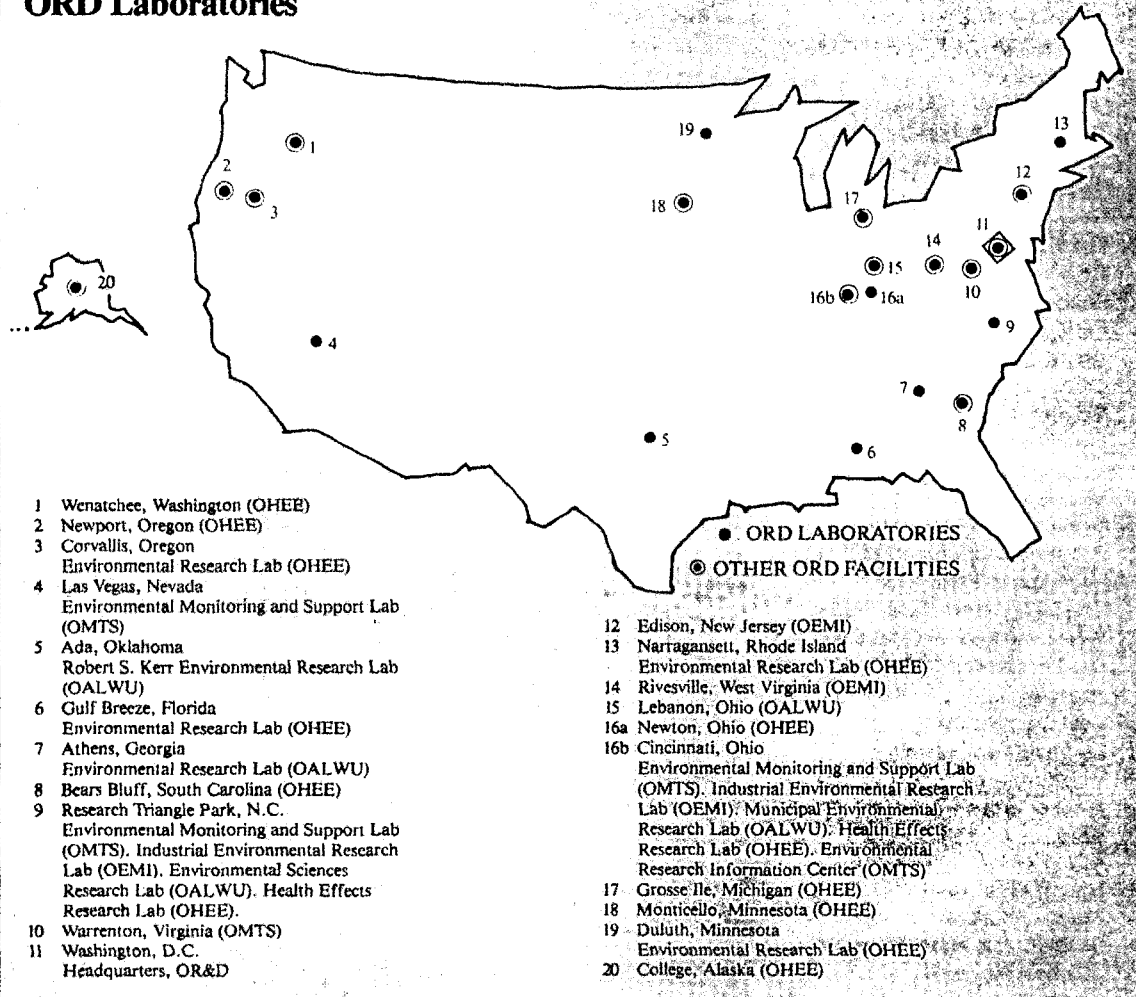 ORD Laboratories
19
13
1
2
3
12
18
17
11
14
20
15
10
16b
16a
9
4
7
8
5
6
ORD LABORATORIES
OTHER ORD FACILITIES
1 Wenatchee, Washington (OHEE)
2 Newport, Oregon (OHEE)
3 Corvallis, Oregon
Environmental Research Lab (OHEE)
4 Las Vegas, Nevada
Environmental Monitoring and Support Lab
(OMTS)
5 Ada, Oklahoma
Robert S. Kerr Environmental Research Lab
(OALWU)
6 Gulf Breeze, Florida
Environmental Research Lab (OHEE)
7 Athens, Georgia
Environmental Research Lab (OALWU)
8 Bears Bluff, South Carolina (OHEE)
9 Research Triangle Park, N.C.
Environmental Monitoring and Support Lab
(OMTS). Industrial Environmental Research
Lab (OEMI). Environmental Sciences
Research Lab (OALWU). Health Effects
Research Lab (OHEE).
10 Warrenton, Virginia (OMTS)
11 Washington, D.C.
Headquarters, OR&D
12 Edison, New Jersey (OEMI)
13 Narragansett, Rhode Island
Environmental Research Lab (OHEE)
14 Rivesville, West Virginia (OEMI)
15 Lebanon, Ohio (OALWU)
16a Newton, Ohio (OHEE)
16b Cincinnati, Ohio
Environmental Monitoring and Support Lab
(OMTS). Industrial Environmental Research
Lab (OEMI). Municipal Environmental
Research Lab (OALWU). Health Effects
Research Lab (OHEE). Environmental
Research Information Center (OMTS)
17 Grosse Ile, Michigan (OHEE)
18 Monticello, Minnesota (OHEE)
19 Duluth, Minnesota
Environmental Research Lab (OHEE)
20 College, Alaska (OHEE)